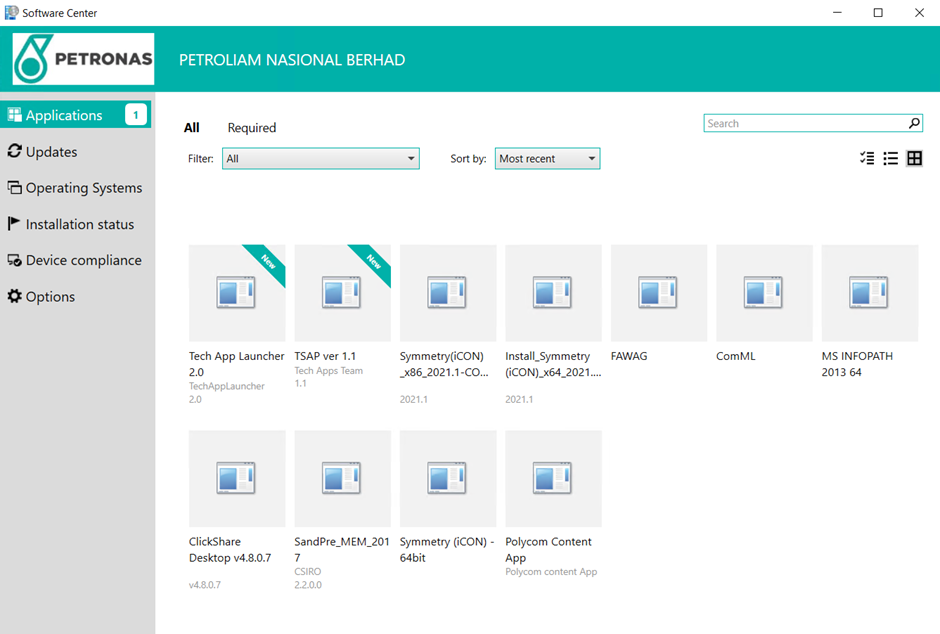 Software Center
PETRONAS
PETROLIAM NASIONAL BERHAD
Applications
1
Updates
Operating Systems
Installation status
Device compliance
Options
All
Required
Search
Filter:
All
Sort by:
Most recent
New
Tech App Launcher
2.0
TechAppLauncher
2.0
New
TSAP ver 1.1
Tech Apps Team
1.1
Symmetry(iCON)
_x86_2021.1-CO...
2021.1
Install_Symmetry
(iCON)_x64_2021....
2021.1
FAWAG
ComML
MS INFOPATH
2013 64
ClickShare
Desktop v4.8.0.7
v4.8.0.7
SandPre_MEM_201
7
CSIRO
2.2.0.0
Symmetry (iCON) -
64bit
Polycom Content
App
Polycom content App